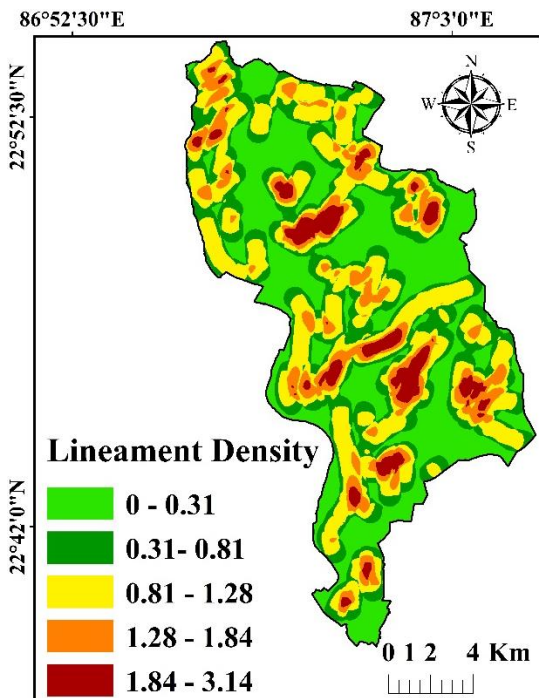 86°52'30"E 87°3'0"E
22°52'30"N
N
W E
S
Lineament Density
0 - 0.31
0.31- 0.81
0.81 - 1.28
1.28 - 1.84
1.84 - 3.14
22°42'0"N
0 1 2 4 Km